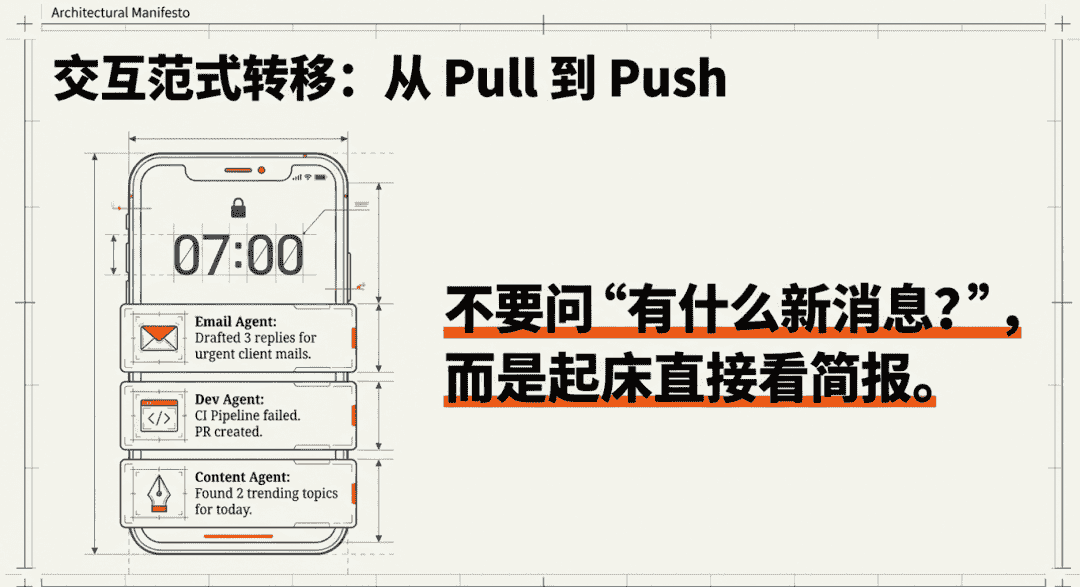 Architectural Manifesto
交互范式转移：从 Pull 到 Push
07:00
Email Agent:
Drafted 3 replies for
urgent client mails.
Dev Agent:
CI Pipeline failed.
PR created.
Content Agent:
Found 2 trending topics
for today.
不要问“有什么新消息？”，
而是起床直接看简报。